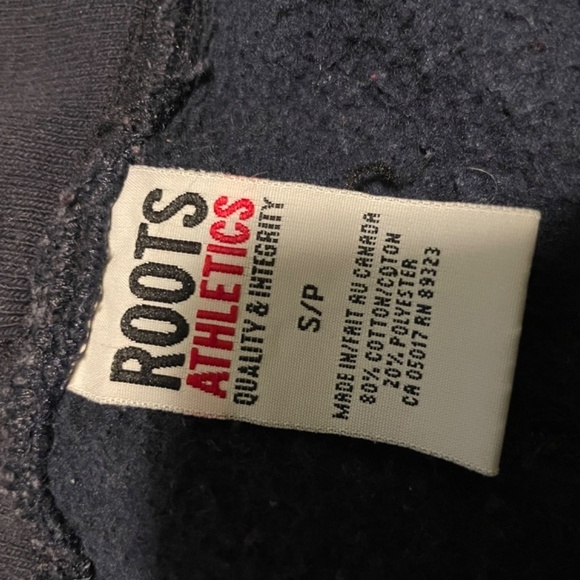 ROOTS
ATHLETICS
QUALITY & INTEGRITY
S/P
MADE IN/FAIT AU CANADA
80% COTTON/COTON
20% POLYESTER
CA 05017 RN 89323